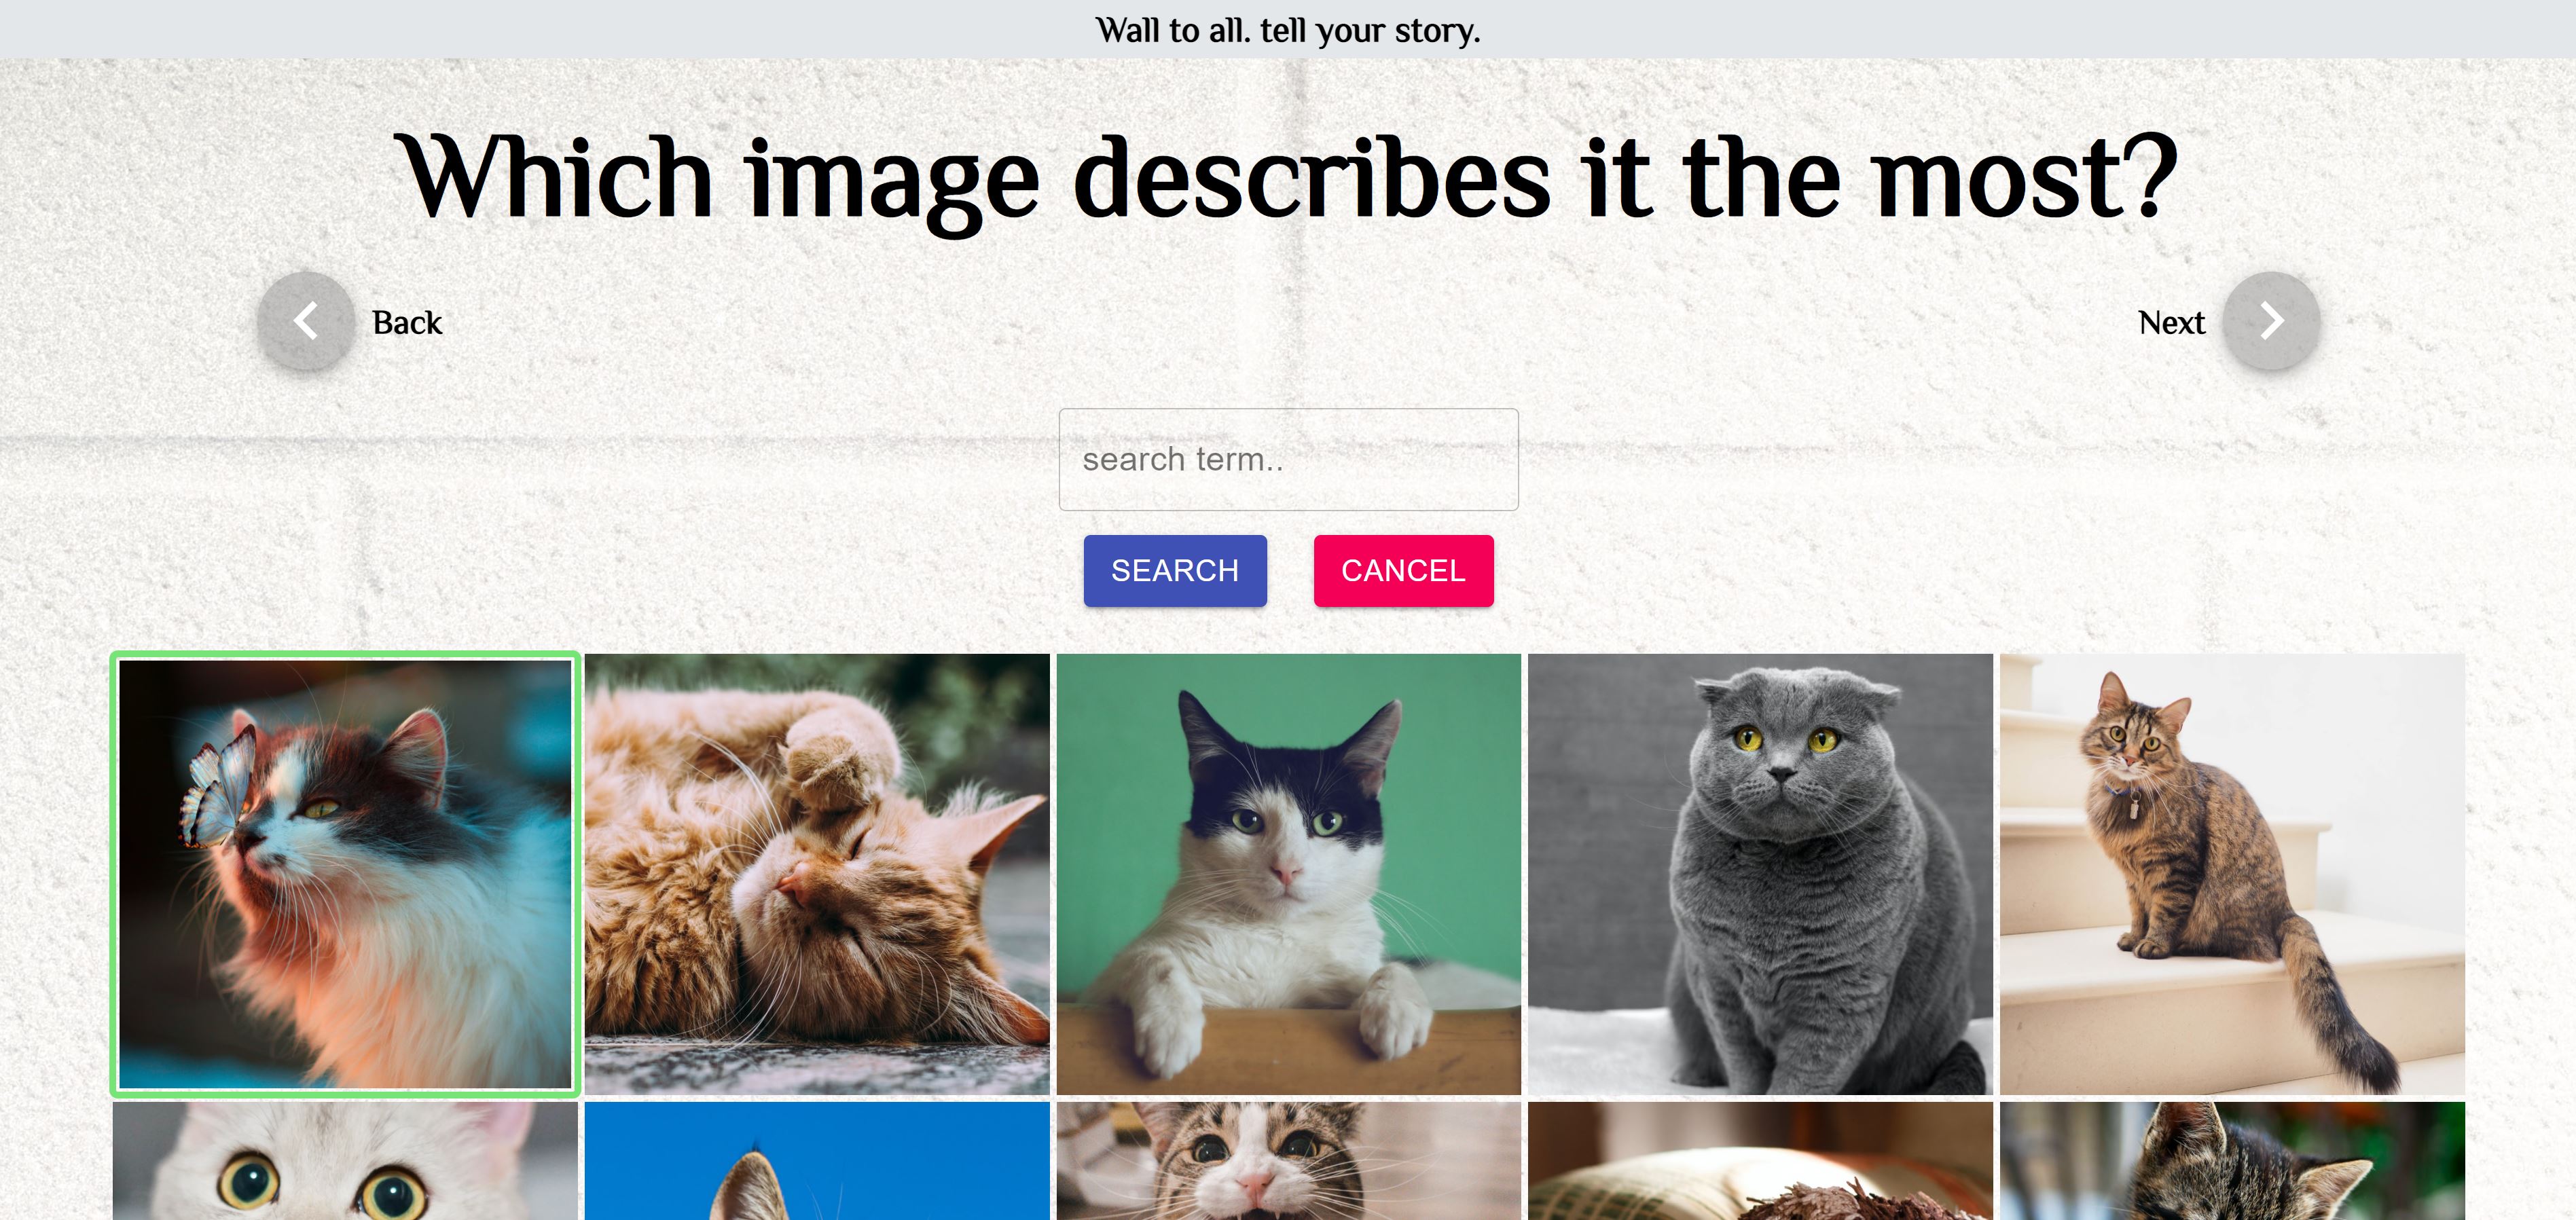 Wall to all. tell your story.
Which image describes it the most?
Back
Next
search term..
SEARCH
CANCEL